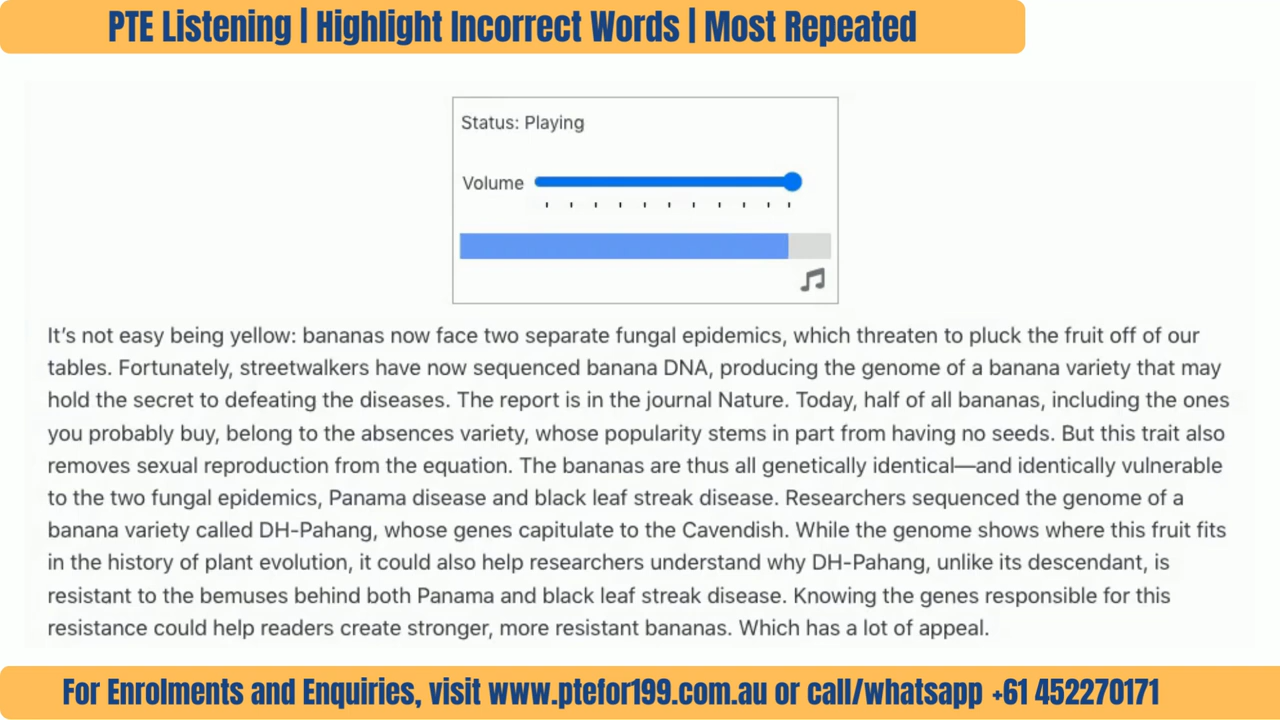 PTE Listening | Highlight Incorrect Words | Most Repeated
Status: Playing
Volume
It's not easy being yellow: bananas now face two separate fungal epidemics, which threaten to pluck the fruit off of our
tables. Fortunately, streetwalkers have now sequenced banana DNA, producing the genome of a banana variety that may
hold the secret to defeating the diseases. The report is in the journal Nature. Today, half of all bananas, including the ones
you probably buy, belong to the absences variety, whose popularity stems in part from having no seeds. But this trait also
removes sexual reproduction from the equation. The bananas are thus all genetically identical—and identically vulnerable
to the two fungal epidemics, Panama disease and black leaf streak disease. Researchers sequenced the genome of a
banana variety called DH-Pahang, whose genes capitulate to the Cavendish. While the genome shows where this fruit fits
in the history of plant evolution, it could also help researchers understand why DH-Pahang, unlike its descendant, is
resistant to the bemuses behind both Panama and black leaf streak disease. Knowing the genes responsible for this
resistance could help readers create stronger, more resistant bananas. Which has a lot of appeal.
For Enrolments and Enquiries, visit www.ptefor199.com.au or call/whatsapp +61 452270171